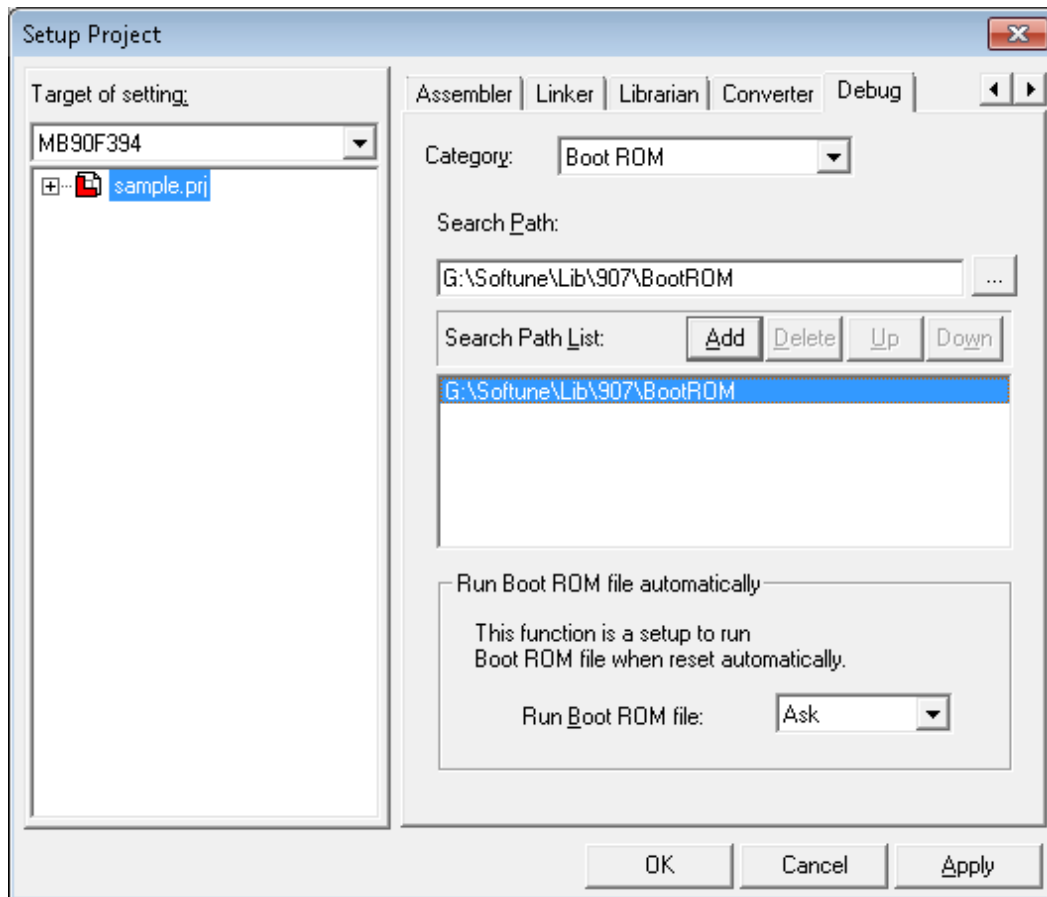 Setup Project
Target of setting:
MB90F394
sample.prj
Assembler
Linker
Librarian
Converter
Debug
Category:
Boot ROM
Search Path:
G:\Softune\Lib\907\BootROM
...
Search Path List:
Add
Delete
Up
Down
G:\Softune\Lib\907\BootROM
Run Boot ROM file automatically
This function is a setup to run
Boot ROM file when reset automatically.
Run Boot ROM file:
Ask
OK
Cancel
Apply